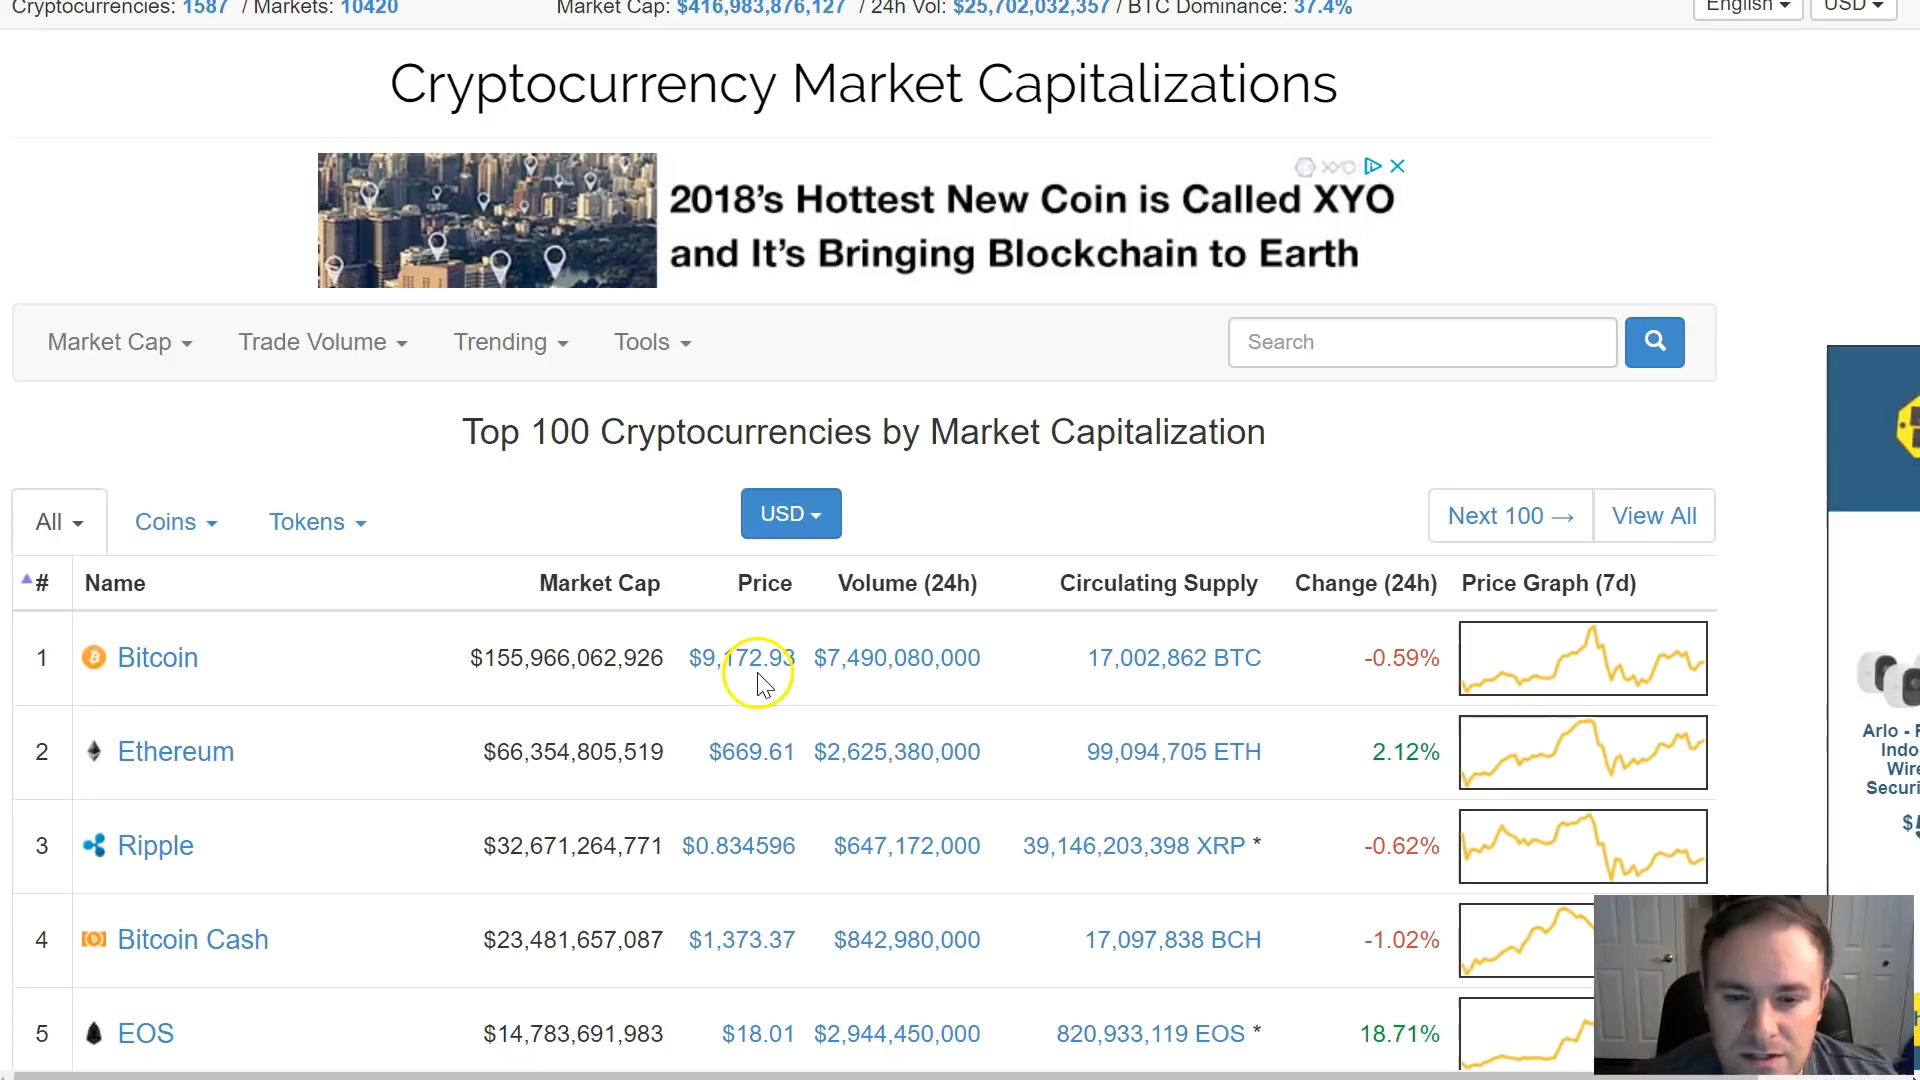 Cryptocurrencies: 1587 / Markets: 10420 Market Cap: $416,983,876,127 / 24h Vol: $25,702,032,357 / BTC Dominance: 37.4% English USD
Cryptocurrency Market Capitalizations
XYO
2018's Hottest New Coin is Called XYO
and It's Bringing Blockchain to Earth
Market Cap Trade Volume Trending Tools Search
Top 100 Cryptocurrencies by Market Capitalization
All Coins Tokens USD Next 100 → View All
# Name Market Cap Price Volume (24h) Circulating Supply Change (24h) Price Graph (7d)
1 Bitcoin $155,966,062,926 $9,172.93 $7,490,080,000 17,002,862 BTC -0.59%
2 Ethereum $66,354,805,519 $669.61 $2,625,380,000 99,094,705 ETH 2.12%
3 Ripple $32,671,264,771 $0.834596 $647,172,000 39,146,203,398 XRP * -0.62%
4 Bitcoin Cash $23,481,657,087 $1,373.37 $842,980,000 17,097,838 BCH -1.02%
5 EOS $14,783,691,983 $18.01 $2,944,450,000 820,933,119 EOS * 18.71%
Arlo -
Indo
Wire
Securi
$